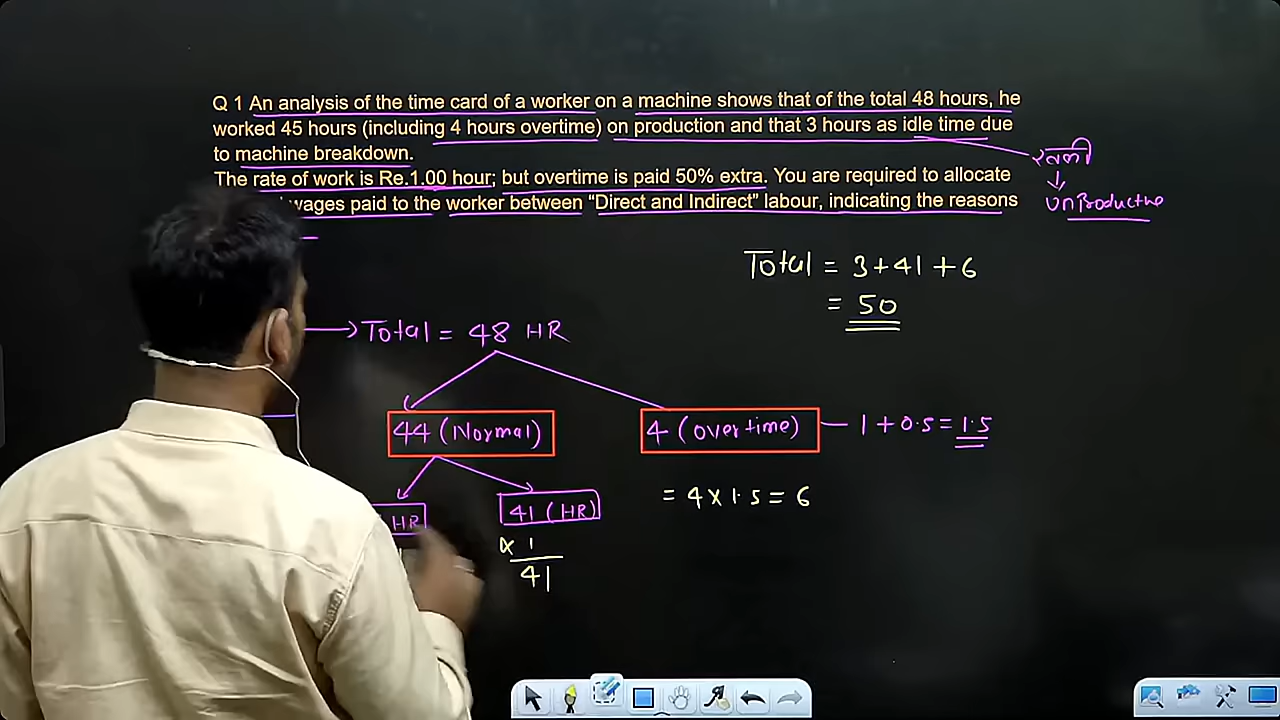 Q 1 An analysis of the time card of a worker on a machine shows that of the total 48 hours, he
worked 45 hours (including 4 hours overtime) on production and that 3 hours as idle time due
to machine breakdown.
The rate of work is Re.1.00 hour; but overtime is paid 50% extra. You are required to allocate
wages paid to the worker between "Direct and Indirect" labour, indicating the reasons
खाली
Unproductive
Total = 3+41+6
= 50
Total = 48 HR
44 (Normal)
4 (overtime) 1+0.5=1.5
HR
41 (HR)
= 4×1.5=6
× 1
41